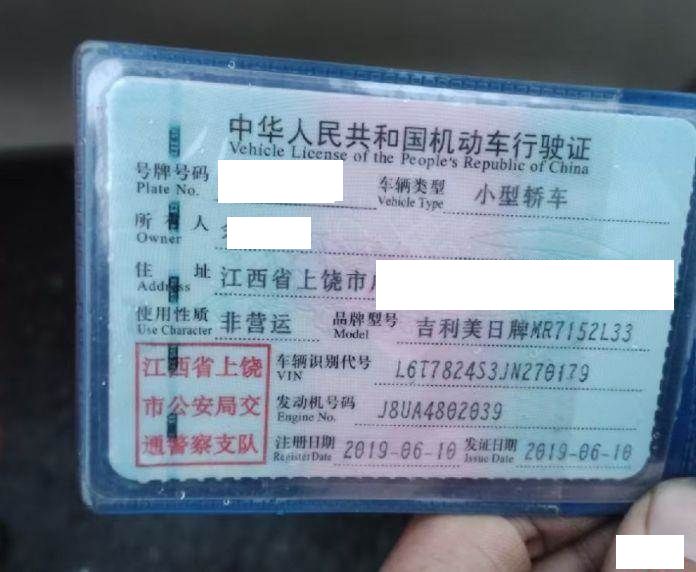 中华人民共和国机动车行驶证
Vehicle License of the People's Republic of China
号牌号码 车辆类型 小型轿车
Plate No. Vehicle Type
所有人
Owner
住址 江西省上饶市
Address
使用性质 非营运 品牌型号 吉利美日牌MR7152L33
Use Character Model
江西省上饶 车辆识别代号 L6T7824S3JN270179
VIN
市公安局交 发动机号码 J8UA4802039
Engine No.
通警察支队 注册日期 2019-06-10 发证日期 2019-06-10
Register Date Issue Date